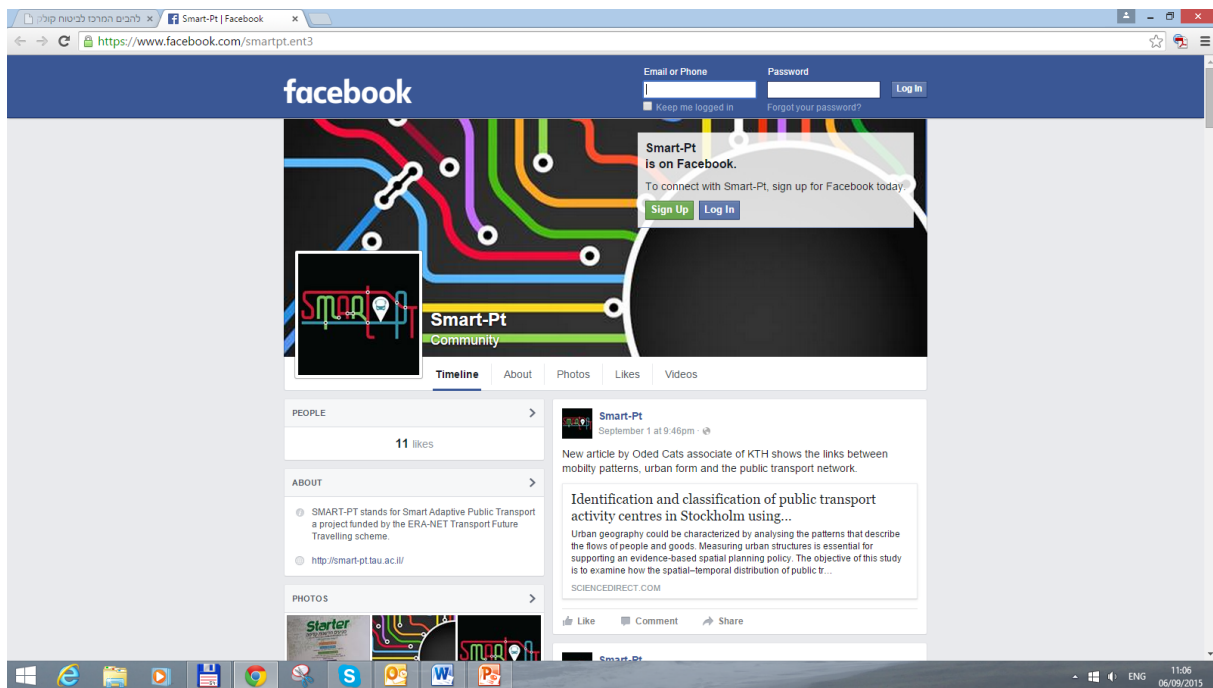 להבים המרכז לביטוח קולק
Smart-Pt | Facebook
https://www.facebook.com/smartpt.ent3
facebook
Email or Phone
Password
Log In
Keep me logged in
Forgot your password?
Smart-Pt
is on Facebook.
To connect with Smart-Pt, sign up for Facebook today.
Sign Up
Log In
SMART PT
Smart-Pt
Community
Timeline
About
Photos
Likes
Videos
PEOPLE
11 likes
ABOUT
SMART-PT stands for Smart Adaptive Public Transport
a project funded by the ERA-NET Transport Future
Travelling scheme.
http://smart-pt.tau.ac.il/
PHOTOS
Starter
Smart-Pt
September 1 at 9:46pm ·
New article by Oded Cats associate of KTH shows the links between
mobilty patterns, urban form and the public transport network.
Identification and classification of public transport
activity centres in Stockholm using...
Urban geography could be characterized by analysing the patterns that describe
the flows of people and goods. Measuring urban structures is essential for
supporting an evidence-based spatial planning policy. The objective of this study
is to examine how the spatial–temporal distribution of public tr...
SCIENCEDIRECT.COM
Like
Comment
Share
Smart-Pt
ENG
11:06
06/09/2015